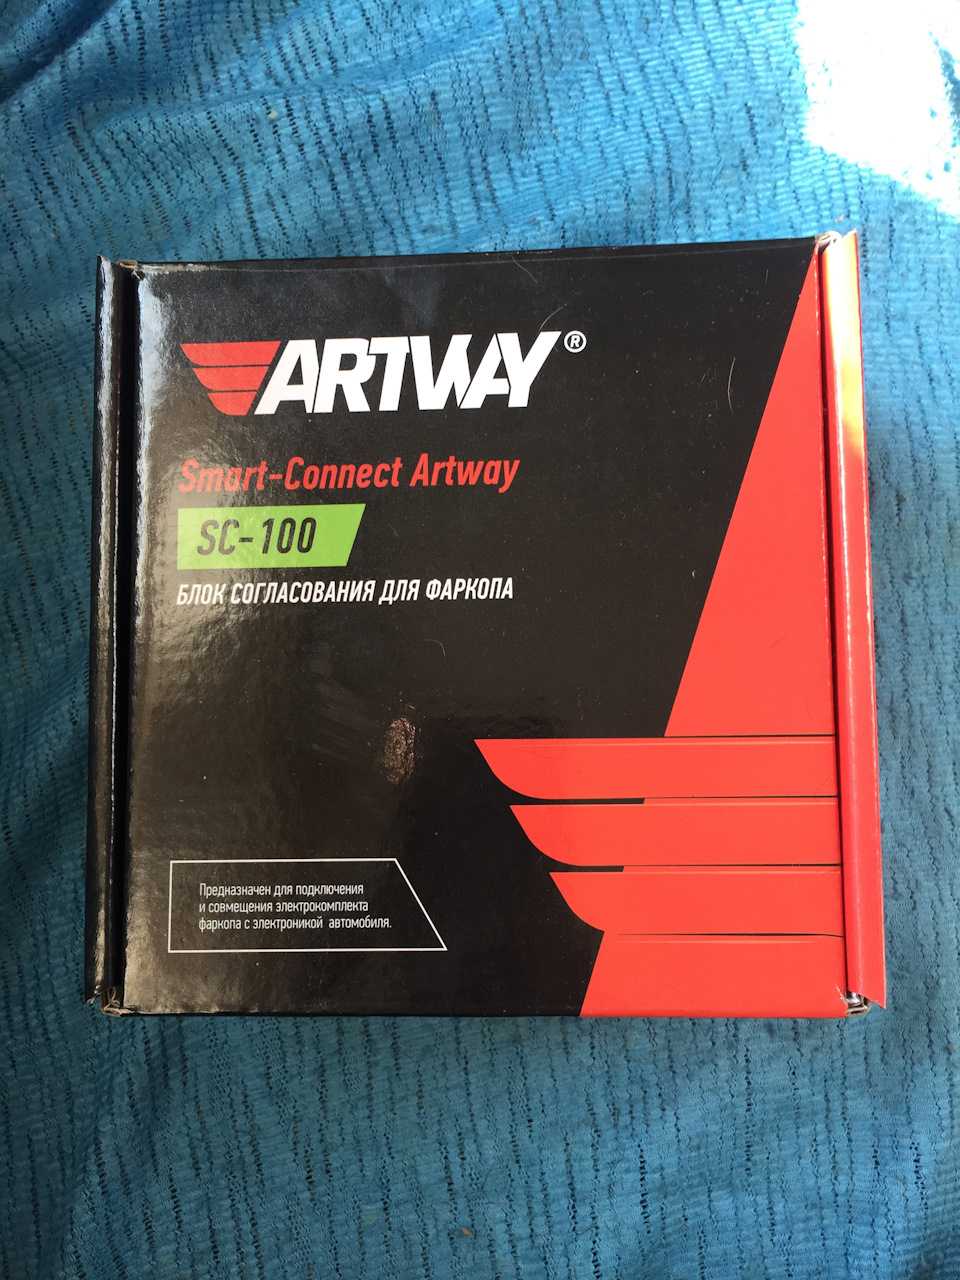 ARTWAY®
Smart-Connect Artway
SC-100
БЛОК СОГЛАСОВАНИЯ ДЛЯ ФАРКОПА
Предназначен для подключения
и совмещения электрокомплекта
фаркопа с электроникой автомобиля.